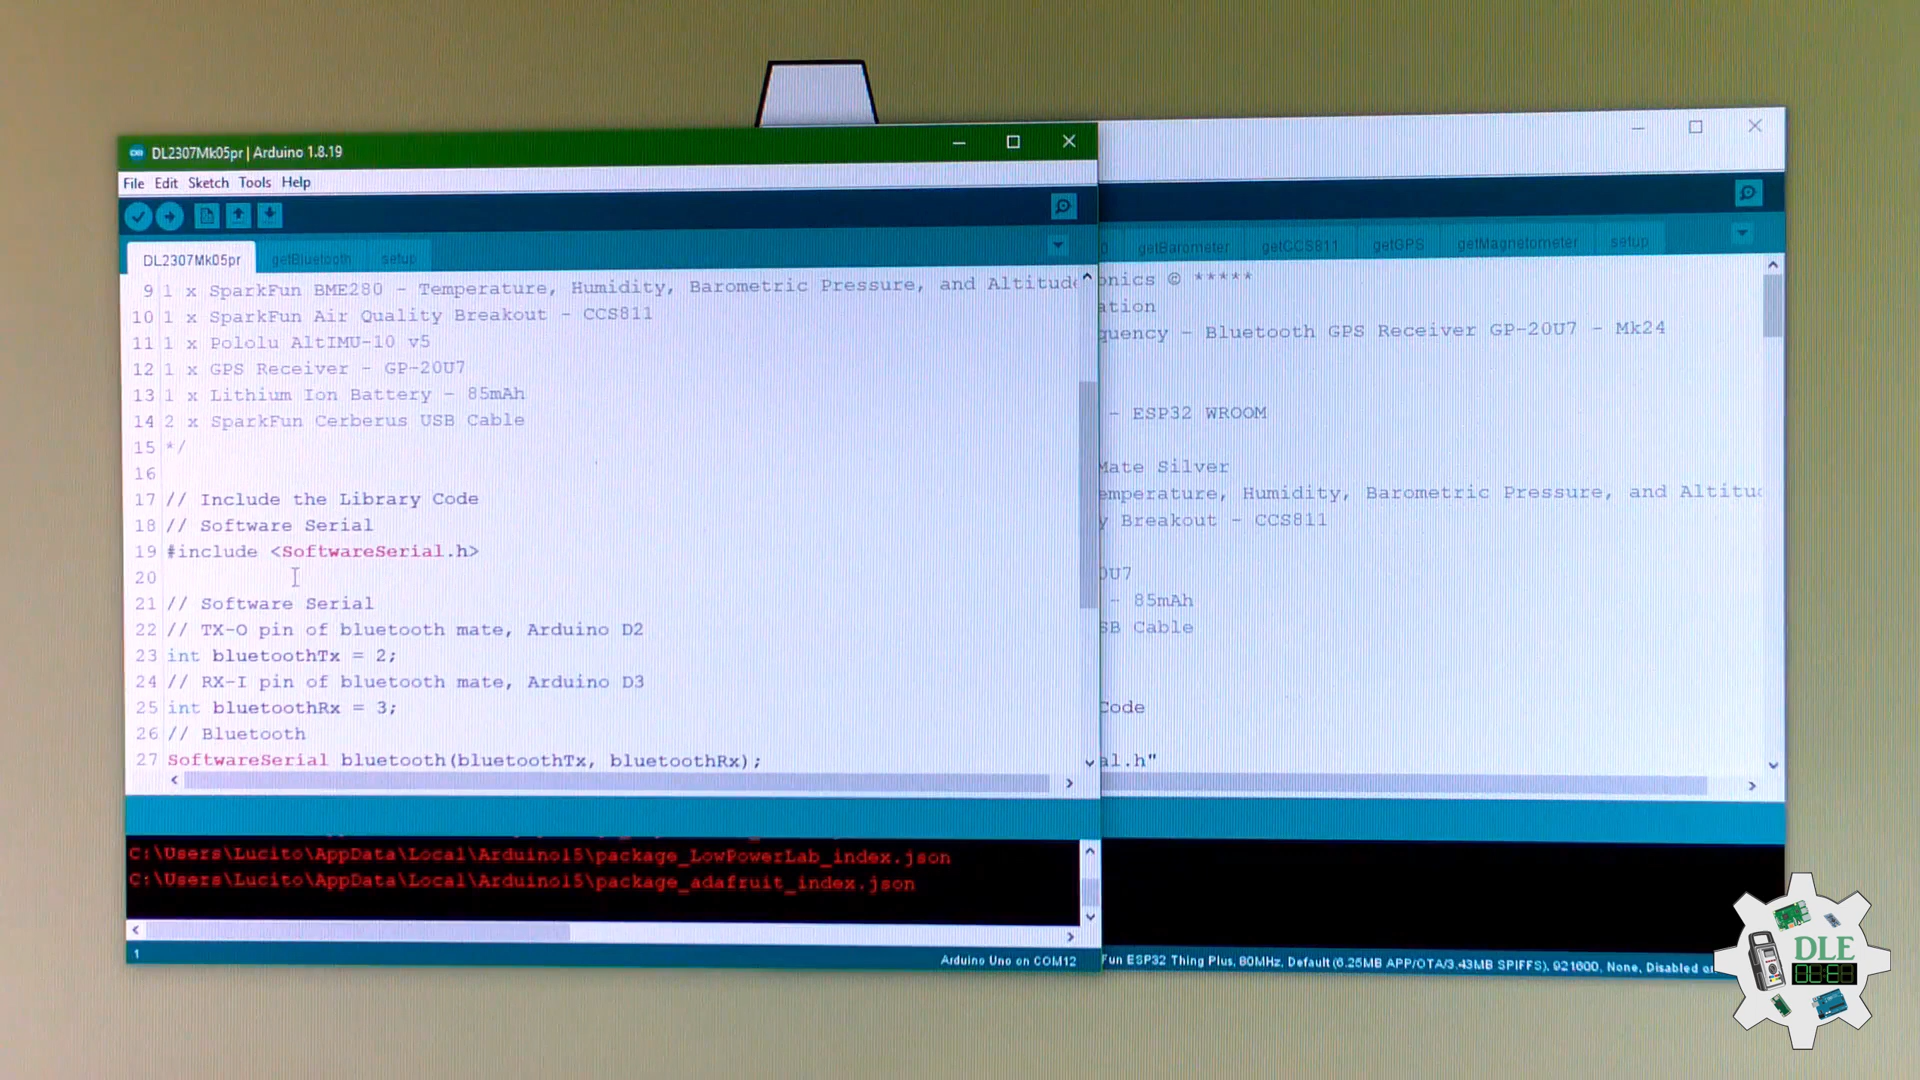 DL2307Mk05pr | Arduino 1.8.19
File Edit Sketch Tools Help
DL2307Mk05pr getBluetooth setup
9 1 x SparkFun BME280 - Temperature, Humidity, Barometric Pressure, and Altitude
10 1 x SparkFun Air Quality Breakout - CCS811
11 1 x Pololu AltIMU-10 v5
12 1 x GPS Receiver - GP-20U7
13 1 x Lithium Ion Battery - 85mAh
14 2 x SparkFun Cerberus USB Cable
15 */
16
17 // Include the Library Code
18 // Software Serial
19 #include <SoftwareSerial.h>
20
21 // Software Serial
22 // TX-O pin of bluetooth mate, Arduino D2
23 int bluetoothTx = 2;
24 // RX-I pin of bluetooth mate, Arduino D3
25 int bluetoothRx = 3;
26 // Bluetooth
27 SoftwareSerial bluetooth(bluetoothTx, bluetoothRx);
C:\Users\Lucito\AppData\Local\Arduino15\package_LowPowerLab_index.json
C:\Users\Lucito\AppData\Local\Arduino15\package_adafruit_index.json
1
Arduino Uno on COM12
getBarometer getCCS811 getGPS getMagnetometer setup
onics © *****
ation
quency - Bluetooth GPS Receiver GP-20U7 - Mk24
- ESP32 WROOM
Mate Silver
emperature, Humidity, Barometric Pressure, and Altitud
y Breakout - CCS811
0U7
- 85mAh
SB Cable
Code
al.h"
Fun ESP32 Thing Plus, 80MHz, Default (6.25MB APP/OTA/3.43MB SPIFFS), 921600, None, Disabled
DLE